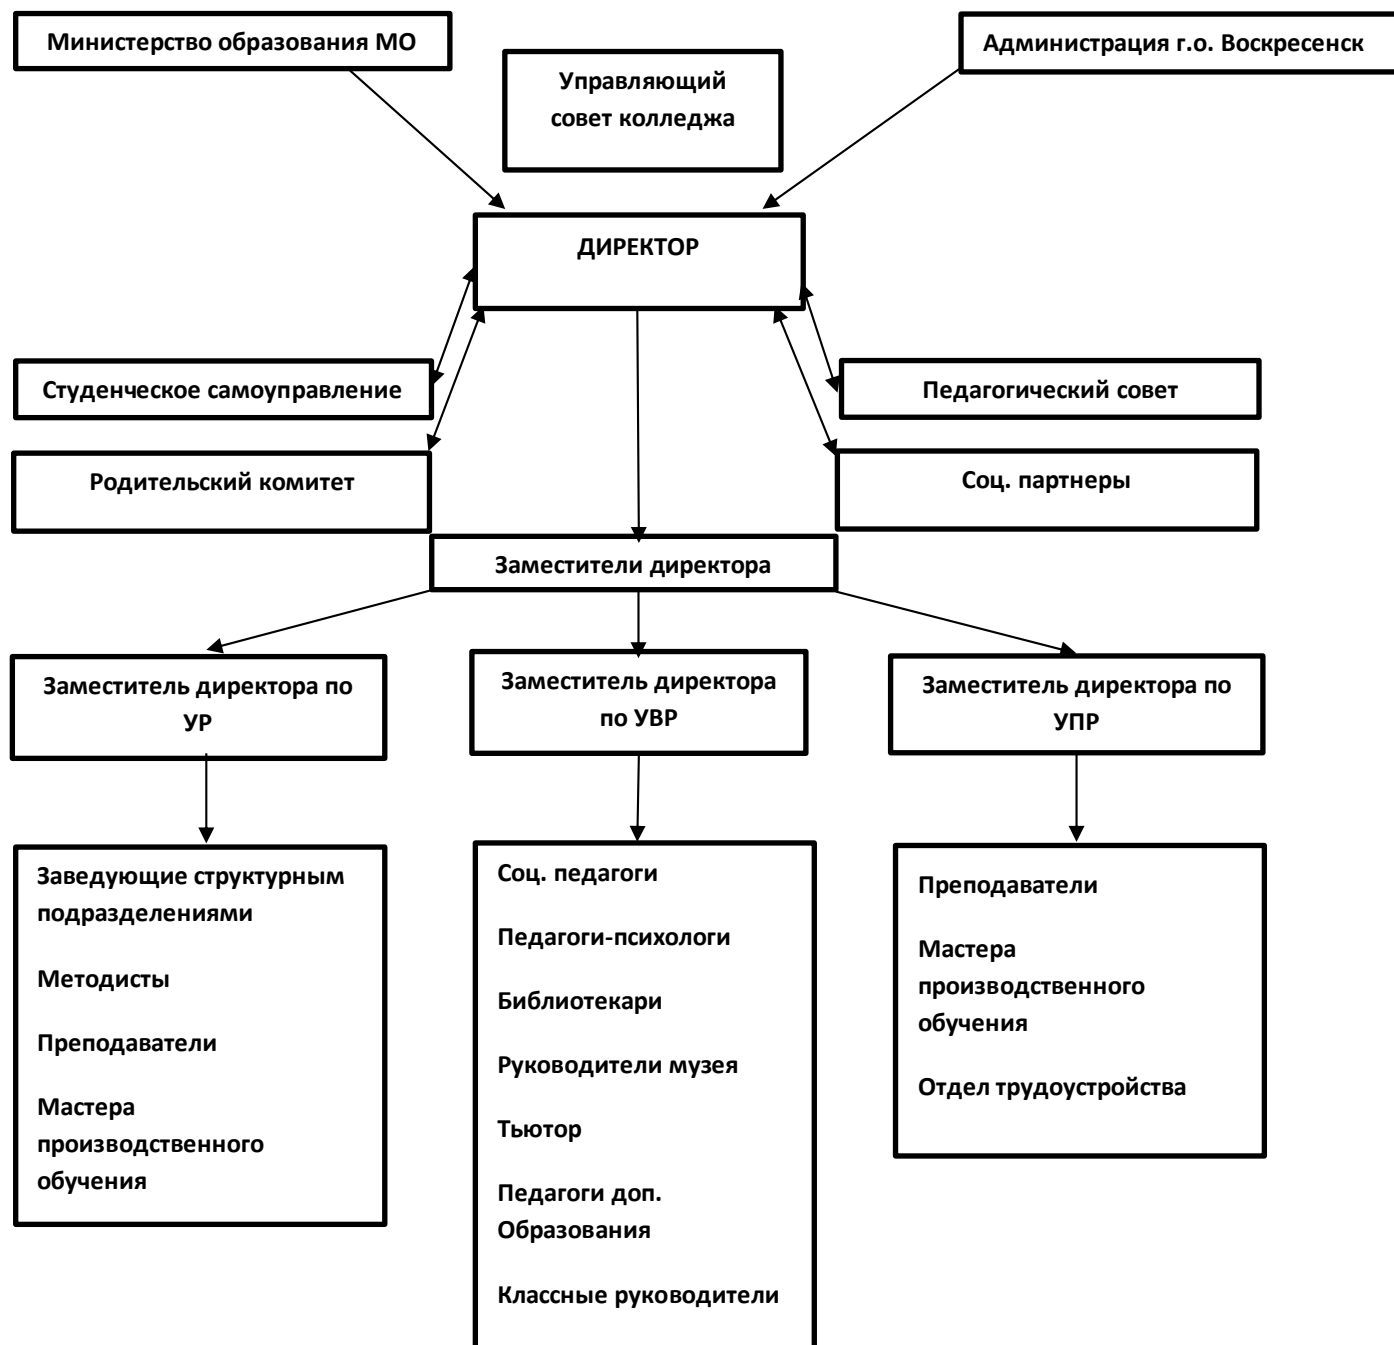 Министерство образования МО
Администрация г.о. Воскресенск
Управляющий
совет колледжа
ДИРЕКТОР
Студенческое самоуправление
Педагогический совет
Родительский комитет
Соц. партнеры
Заместители директора
Заместитель директора по
УР
Заместитель директора
по УВР
Заместитель директора по
УПР
Заведующие структурным
подразделениями
Методисты
Преподаватели
Мастера
производственного
обучения
Соц. педагоги
Педагоги-психологи
Библиотекари
Руководители музея
Тьютор
Педагоги доп.
Образования
Классные руководители
Преподаватели
Мастера
производственного
обучения
Отдел трудоустройства